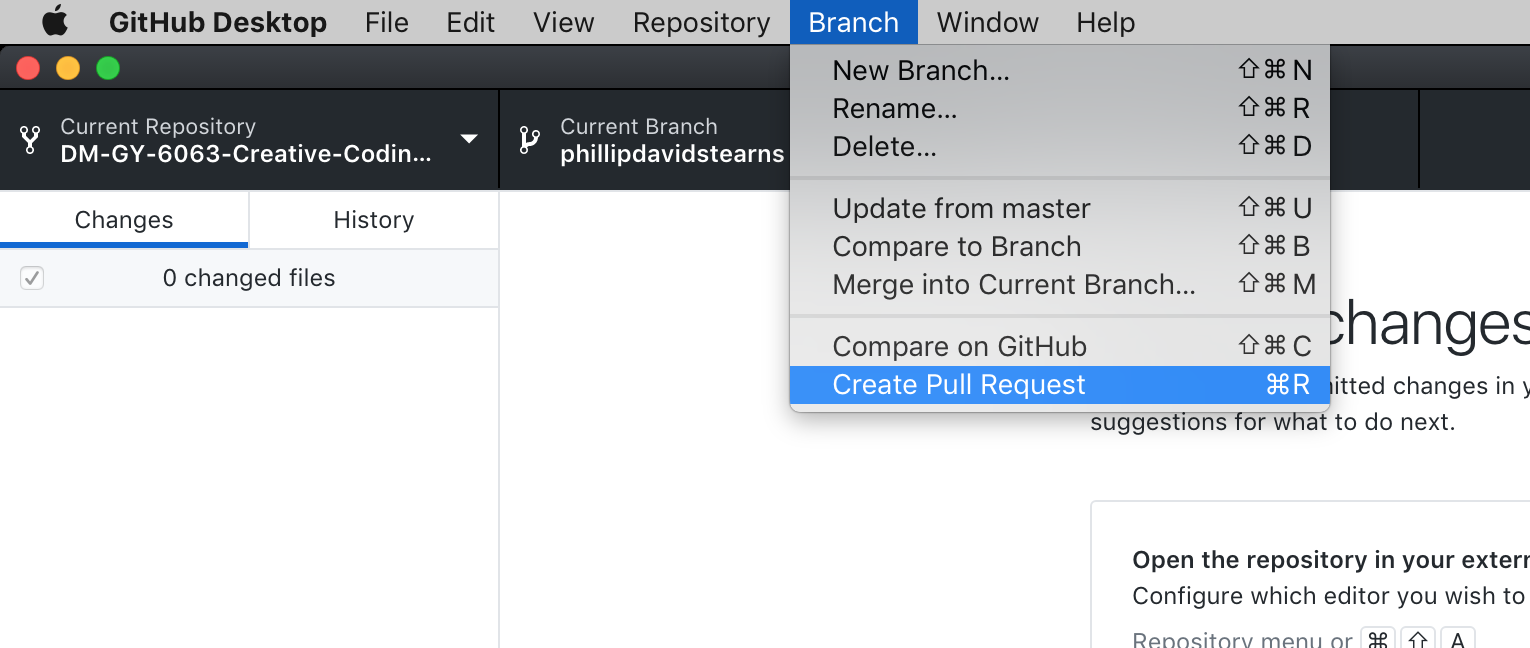 GitHub Desktop File Edit View Repository Branch Window Help
New Branch... ⇧⌘N
Rename... ⇧⌘R
Delete... ⇧⌘D
Update from master ⇧⌘U
Compare to Branch ⇧⌘B
Merge into Current Branch... ⇧⌘M
Compare on GitHub ⇧⌘C
Create Pull Request ⌘R
Current Repository
DM-GY-6063-Creative-Codin...
Current Branch
phillipdavidstearns
Changes History
0 changed files
changes
changes in
suggestions for what to do next.
Open the repository in your
Configure which editor you wish to
Repository menu or ⌘ ⇧ A